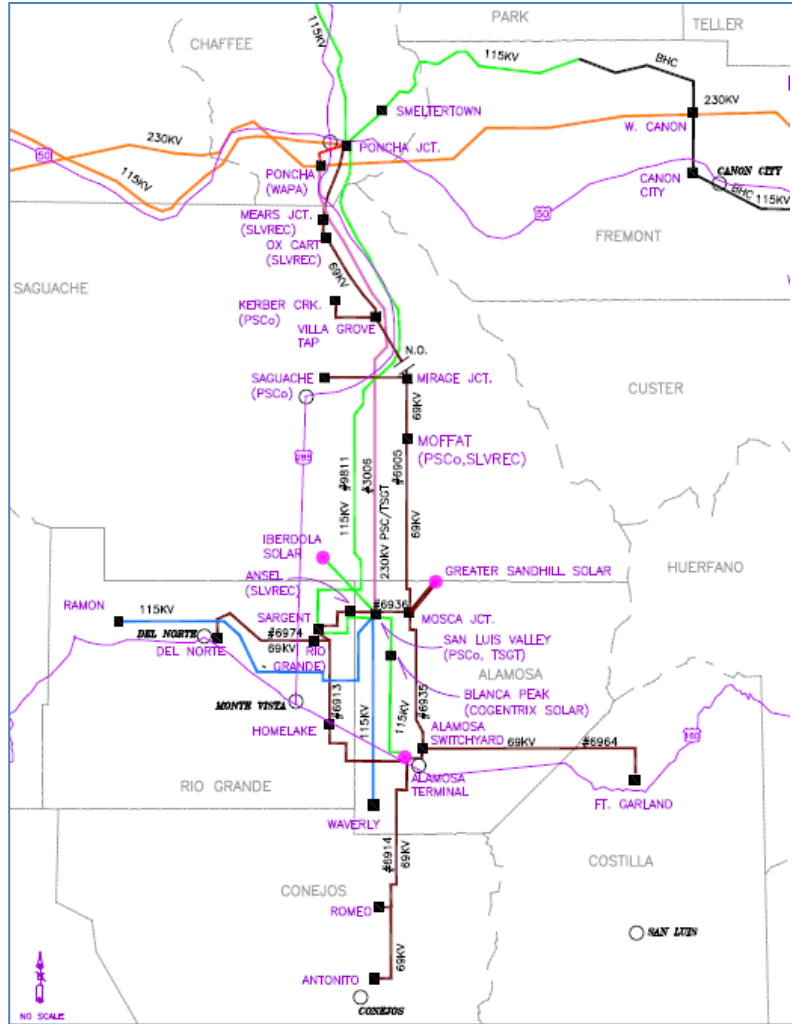 PARK
TELLER
CHAFFEE
115KV
115KV
BHC
SMELTERTOWN
230KV
W. CANON
230KV
PONCHA JCT.
50
115KV
PONCHA
(WAPA)
CANON
CITY
CANON CITY
BHC
115KV
MEARS JCT.
(SLVREC)
OX CART
(SLVREC)
50
FREMONT
69KV
SAGUACHE
KERBER CRK.
(PSCo)
VILLA GROVE
TAP
N.O.
SAGUACHE
(PSCo)
MIRAGE JCT.
CUSTER
69KV
MOFFAT
(PSCo,SLVREC)
285
#9811
#3006
#6905
115KV
230KV PSC/TSGT
69KV
IBERDOLA
SOLAR
GREATER SANDHILL SOLAR
HUERFANO
ANSEL
(SLVREC)
#6936
RAMON
115KV
SARGENT
MOSCA JCT.
DEL NORTE
#6974
SAN LUIS VALLEY
(PSCo, TSGT)
DEL NORTE
69KV
RIO
GRANDE)
ALAMOSA
BLANCA PEAK
(COGENTRIX SOLAR)
MONTE VISTA
#6913
115KV
115KV
#6935
HOMELAKE
ALAMOSA
SWITCHYARD
69KV
#6964
160
RIO GRANDE
ALAMOSA
TERMINAL
FT. GARLAND
WAVERLY
#6914
69KV
COSTILLA
CONEJOS
ROMEO
SAN LUIS
69KV
ANTONITO
CONEJOS
NO SCALE